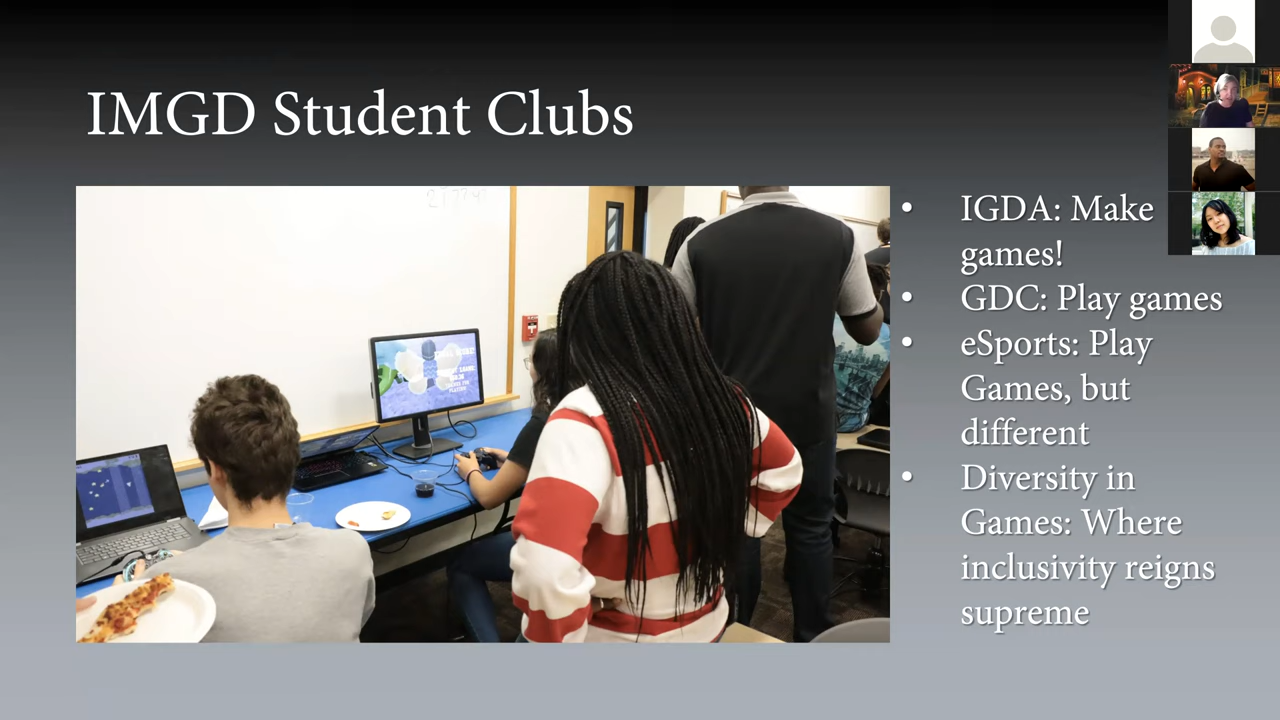 IMGD Student Clubs
• IGDA: Make
games!
• GDC: Play games
• eSports: Play
Games, but
different
• Diversity in
Games: Where
inclusivity reigns
supreme